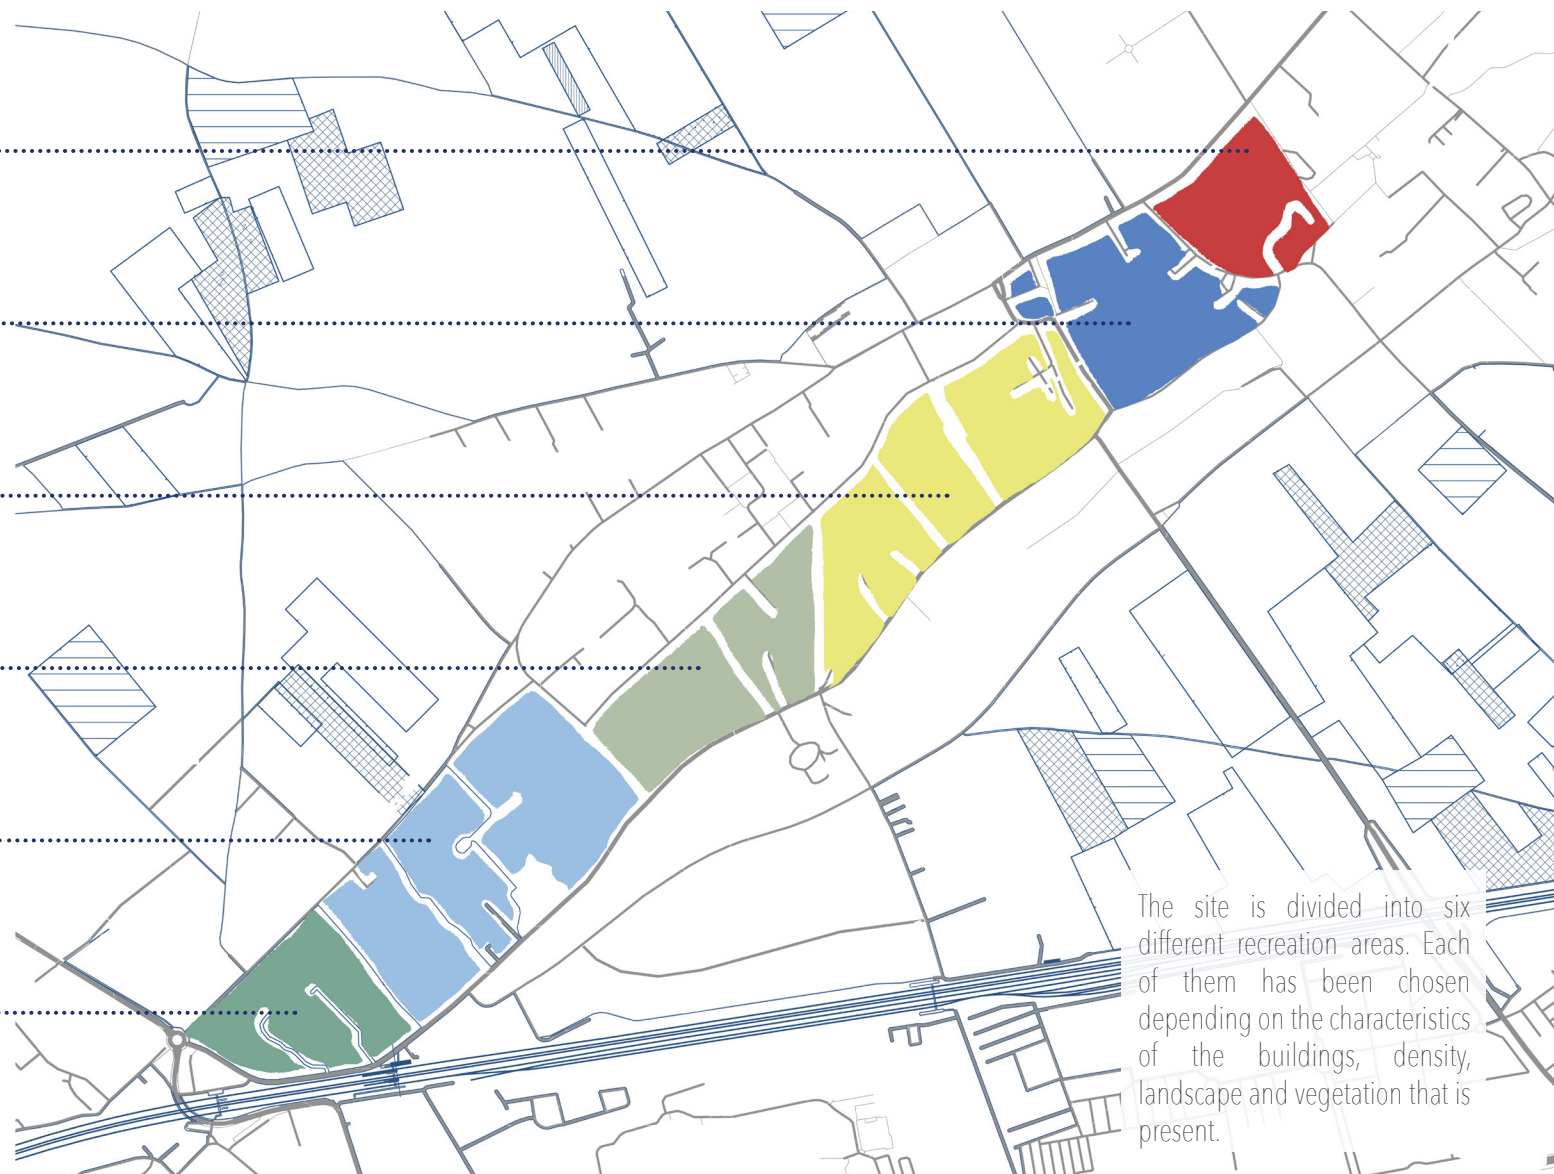 The site is divided into six
different recreation areas. Each
of them has been chosen
depending on the characteristics
of the buildings, density,
landscape and vegetation that is
present.